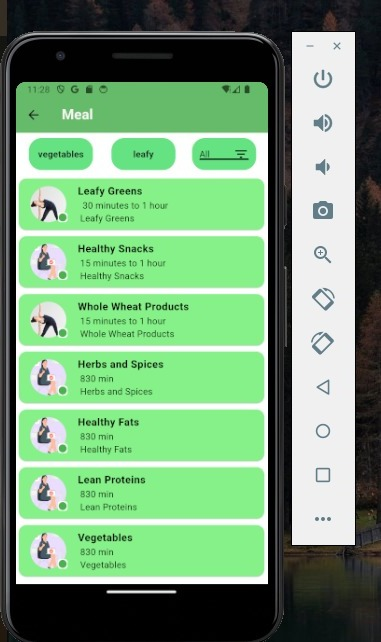 11:28
Meal
vegetables leafy All
Leafy Greens
30 minutes to 1 hour
Leafy Greens
Healthy Snacks
15 minutes to 1 hour
Healthy Snacks
Whole Wheat Products
15 minutes to 1 hour
Whole Wheat Products
Herbs and Spices
830 min
Herbs and Spices
Healthy Fats
830 min
Healthy Fats
Lean Proteins
830 min
Lean Proteins
Vegetables
830 min
Vegetables